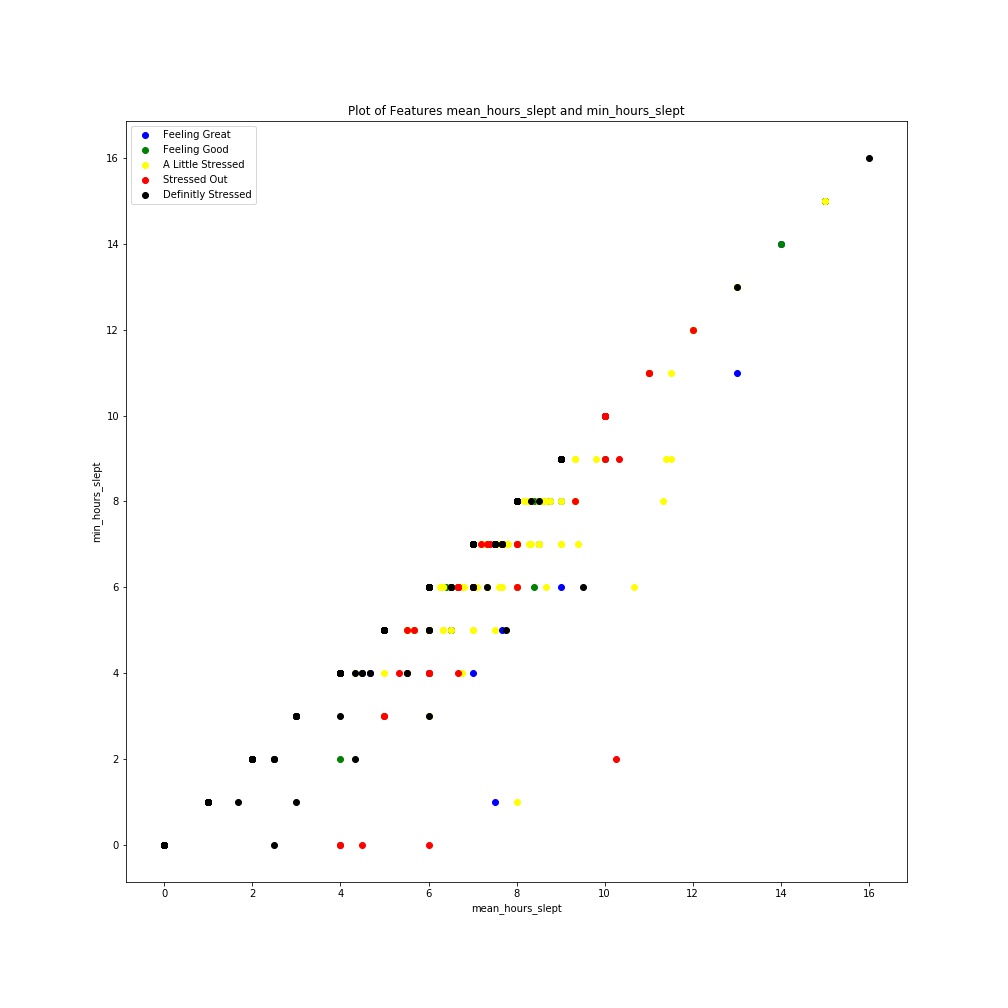 Plot of Features mean_hours_slept and min_hours_slept
Feeling Great
Feeling Good
A Little Stressed
Stressed Out
Definitly Stressed
16
14
12
10
8
6
4
2
0
min_hours_slept
0 2 4 6 8 10 12 14 16
mean_hours_slept